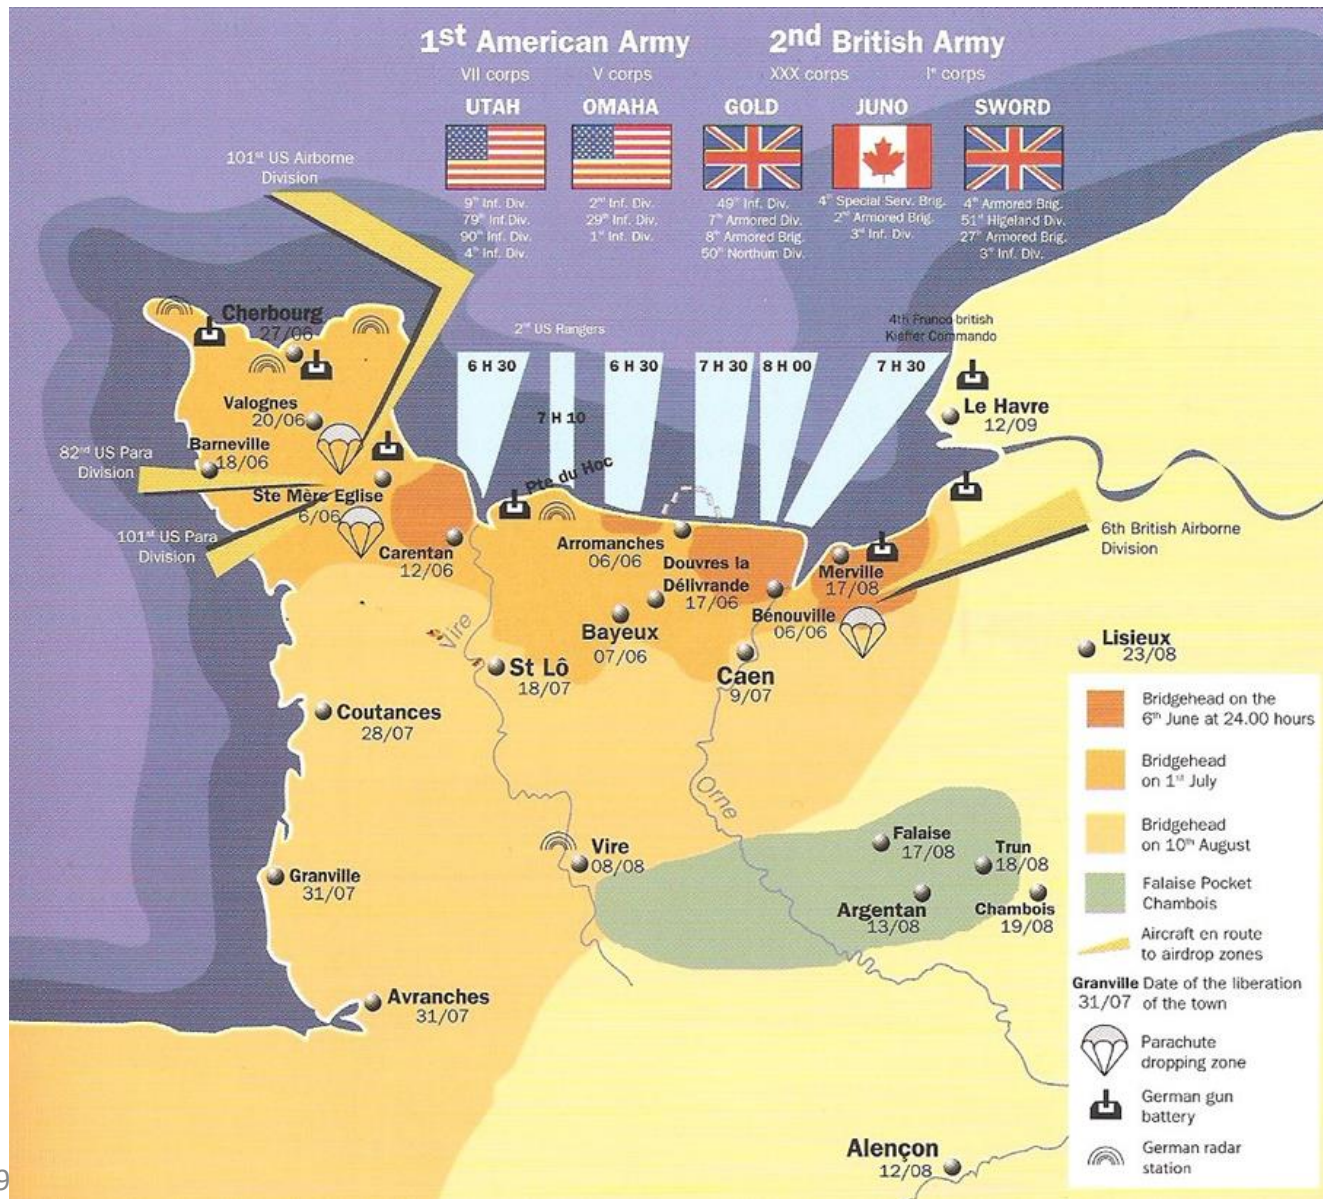 1st American Army
2nd British Army
VII corps
V corps
XXX corps
Ie corps
UTAH
OMAHA
GOLD
JUNO
SWORD
9th Inf. Div.
79th Inf.Div.
90th Inf. Div.
4th Inf. Div.
2nd Inf. Div.
29th Inf. Div.
1st Inf. Div.
49th Inf. Div.
7th Armored Div.
8th Armored Brig.
50th Northum Div.
4th Special Serv. Brig.
2nd Armored Brig.
3rd Inf. Div.
4th Armored Brig.
51st Higeland Div.
27th Armored Brig.
3rd Inf. Div.
101st US Airborne
Division
2nd US Rangers
4th Franco british
Kieffer Commando
6 H 30
7 H 10
6 H 30
7 H 30
8 H 00
7 H 30
Cherbourg
27/06
Valognes
20/06
Barneville
18/06
82nd US Para
Division
Ste Mère Eglise
6/06
101st US Para
Division
Carentan
12/06
Pte du Hoc
Arromanches
06/06
Douvres la
Délivrande
17/06
Bayeux
07/06
Bénouville
06/06
Merville
17/08
Le Havre
12/09
6th British Airborne
Division
Lisieux
23/08
Vire
St Lô
18/07
Caen
9/07
Coutances
28/07
Orne
Vire
08/08
Granville
31/07
Avranches
31/07
Falaise
17/08
Trun
18/08
Argentan
13/08
Chambois
19/08
Alençon
12/08
Bridgehead on the
6th June at 24.00 hours
Bridgehead
on 1st July
Bridgehead
on 10th August
Falaise Pocket
Chambois
Aircraft en route
to airdrop zones
Granville Date of the liberation
31/07 of the town
Parachute
dropping zone
German gun
battery
German radar
station
9